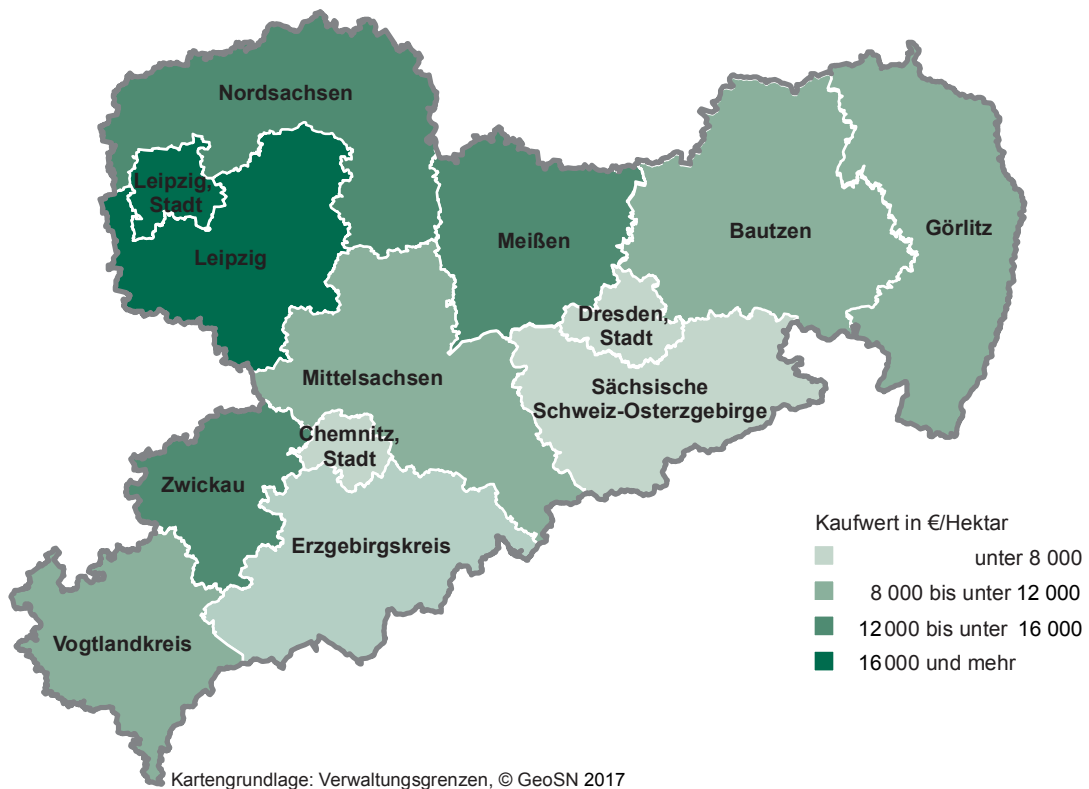 Nordsachsen
Leipzig,
Stadt
Leipzig
Meißen
Bautzen
Görlitz
Dresden,
Stadt
Mittelsachsen
Sächsische
Schweiz-Osterzgebirge
Chemnitz,
Stadt
Zwickau
Erzgebirgskreis
Vogtlandkreis
Kaufwert in €/Hektar
unter 8 000
8 000 bis unter 12 000
12 000 bis unter 16 000
16 000 und mehr
Kartengrundlage: Verwaltungsgrenzen, © GeoSN 2017